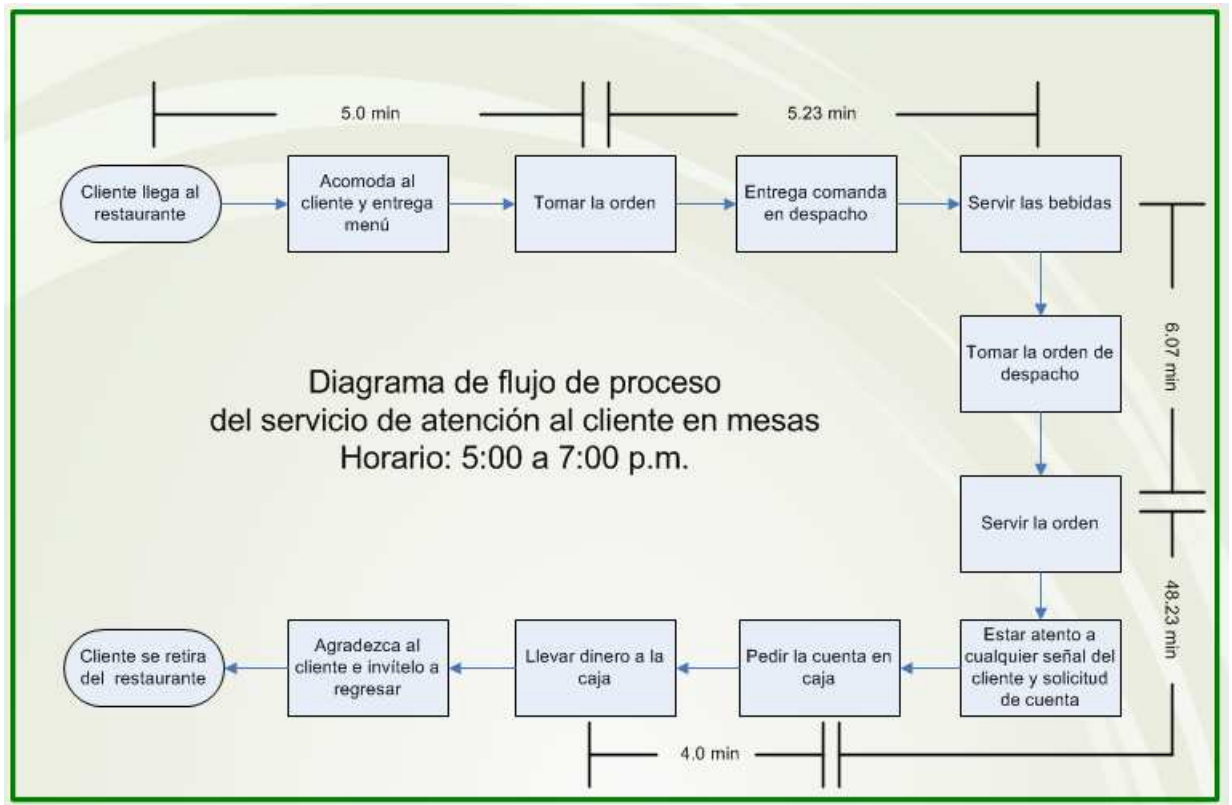 5.0 min
5.23 min
Cliente llega al
restaurante
Acomoda al
cliente y entrega
menú
Tomar la orden
Entrega comanda
en despacho
Servir las bebidas
6.07 min
Tomar la orden de
despacho
Diagrama de flujo de proceso
del servicio de atención al cliente en mesas
Horario: 5:00 a 7:00 p.m.
Servir la orden
48.23 min
Estar atento a
cualquier señal del
cliente y solicitud
de cuenta
Pedir la cuenta en
caja
Llevar dinero a la
caja
Agradezca al
cliente e invítelo a
regresar
Cliente se retira
del restaurante
4.0 min